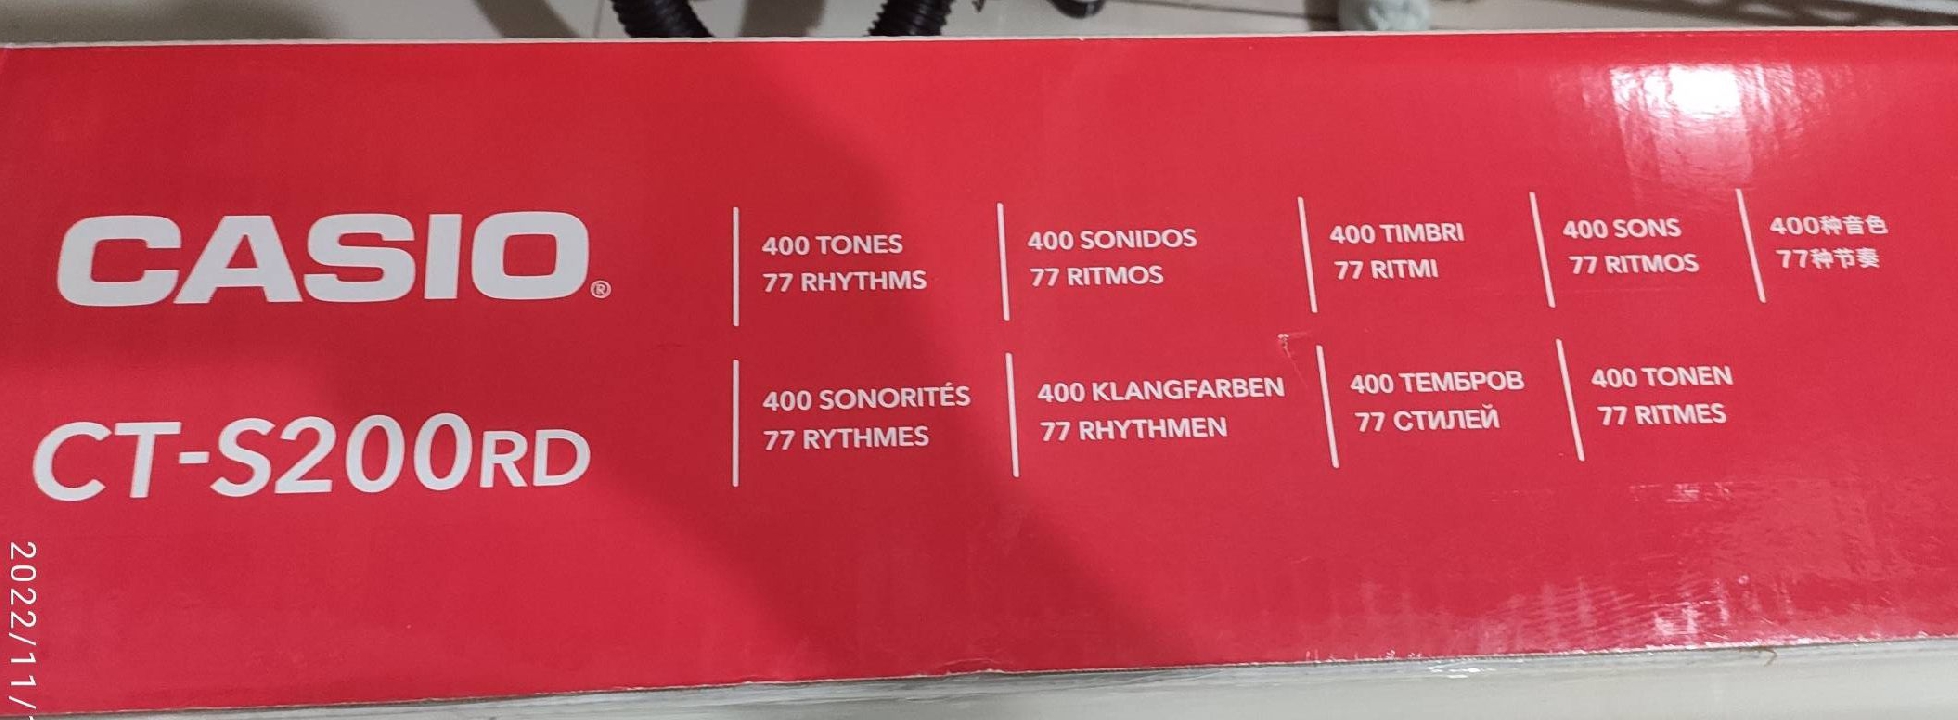 CASIO®
CT-S200RD
400 TONES
77 RHYTHMS
400 SONIDOS
77 RITMOS
400 TIMBRI
77 RITMI
400 SONS
77 RITMOS
400种音色
77种节奏
400 SONORITÉS
77 RYTHMES
400 KLANGFARBEN
77 RHYTHMEN
400 ТЕМБРОВ
77 СТИЛЕЙ
400 TONEN
77 RITMES
2022/11/